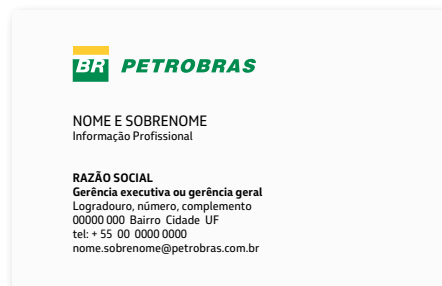 BR PETROBRAS
NOME E SOBRENOME
Informação Profissional
RAZÃO SOCIAL
Gerência executiva ou gerência geral
Logradouro, número, complemento
00000 000 Bairro Cidade UF
tel: + 55 00 0000 0000
nome.sobrenome@petrobras.com.br